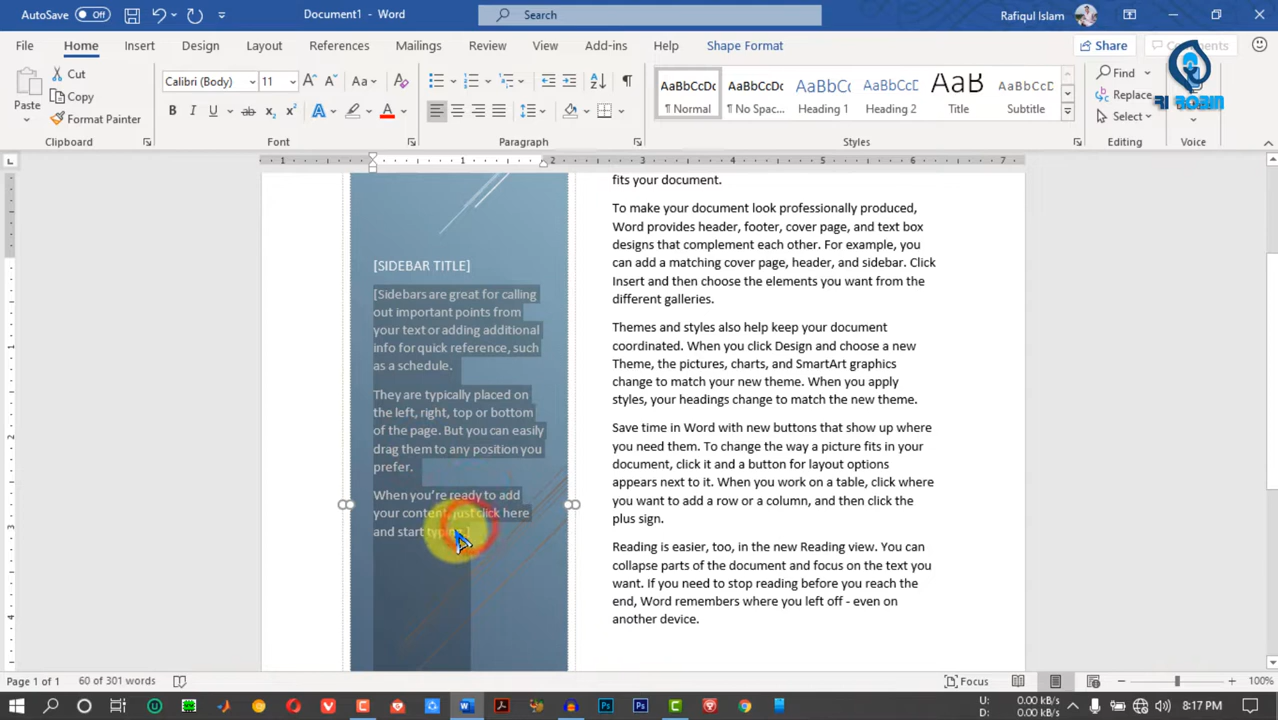 AutoSave Off Document1 - Word Search Rafiqul Islam
File Home Insert Draw Design Layout References Mailings Review View Add-ins Help Shape Format Share Comments
Cut
Copy
Paste
Format Painter
Calibri (Body) 11
AaBbCcDc AaBbCcDc AaBbC AaBbCcC AaB AaBbCcC
¶ Normal ¶ No Spac... Heading 1 Heading 2 Title Subtitle
Find
Replace
Select
RI ROBIN
Clipboard Font Paragraph Styles Editing Voice
fits your document.
To make your document look professionally produced,
Word provides header, footer, cover page, and text box
designs that complement each other. For example, you
can add a matching cover page, header, and sidebar. Click
Insert and then choose the elements you want from the
different galleries.
Themes and styles also help keep your document
coordinated. When you click Design and choose a new
Theme, the pictures, charts, and SmartArt graphics
change to match your new theme. When you apply
styles, your headings change to match the new theme.
Save time in Word with new buttons that show up where
you need them. To change the way a picture fits in your
document, click it and a button for layout options
appears next to it. When you work on a table, click where
you want to add a row or a column, and then click the
plus sign.
Reading is easier, too, in the new Reading view. You can
collapse parts of the document and focus on the text you
want. If you need to stop reading before you reach the
end, Word remembers where you left off - even on
another device.
[SIDEBAR TITLE]
[Sidebars are great for calling
out important points from
your text or adding additional
info for quick reference, such
as a schedule.
They are typically placed on
the left, right, top or bottom
of the page. But you can easily
drag them to any position you
prefer.
When you're ready to add
your content, just click here
and start typing.]
Page 1 of 1 60 of 301 words Focus 100%
U: 0.00 kB/s
D: 0.00 kB/s
8:17 PM